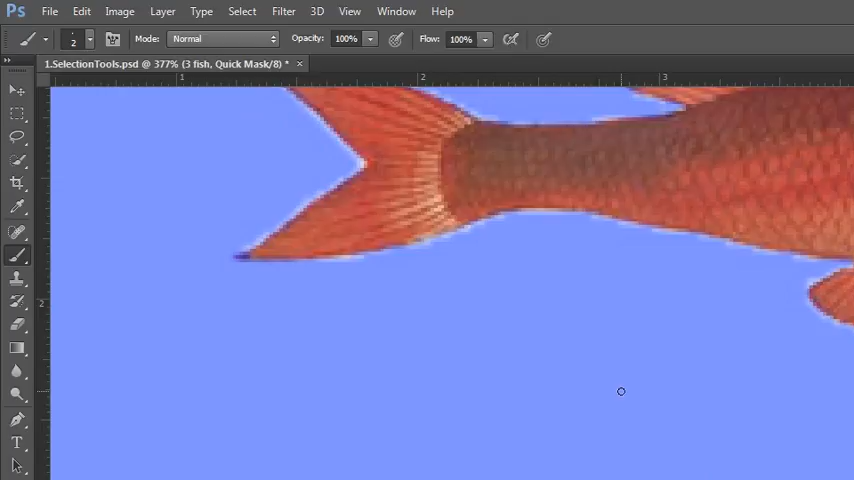 Ps File Edit Image Layer Type Select Filter 3D View Window Help
2 Mode: Normal Opacity: 100% Flow: 100%
1.SelectionTools.psd @ 377% (3 fish, Quick Mask/8) * ×
1 2 3
2
T